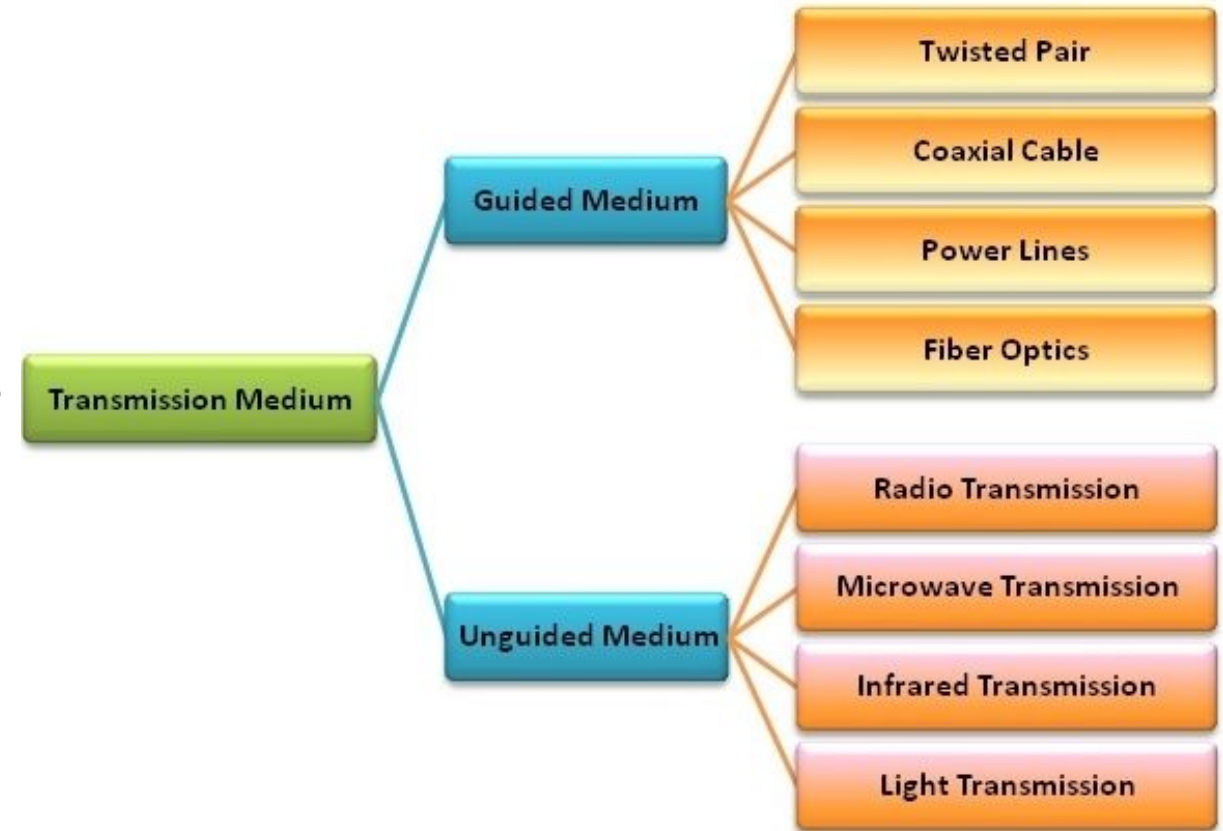 Transmission Medium
Guided Medium
Twisted Pair
Coaxial Cable
Power Lines
Fiber Optics
Unguided Medium
Radio Transmission
Microwave Transmission
Infrared Transmission
Light Transmission